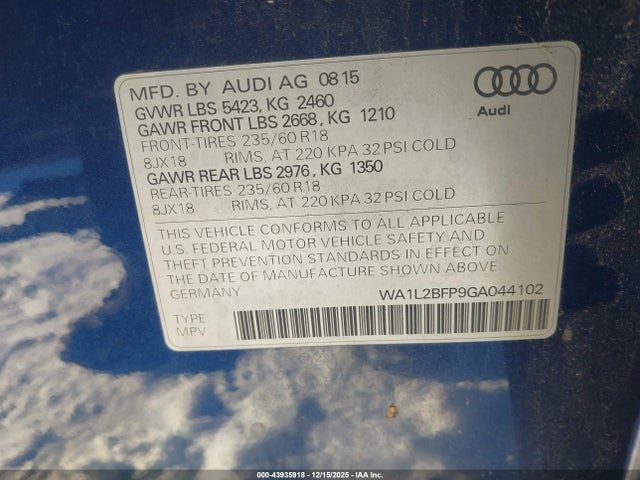 MFD. BY AUDI AG 08 15
GVWR LBS 5423, KG 2460
GAWR FRONT LBS 2668, KG 1210
FRONT-TIRES 235/60 R18
8JX18 RIMS, AT 220 KPA 32 PSI COLD
GAWR REAR LBS 2976, KG 1350
REAR-TIRES 235/60 R18
8JX18 RIMS, AT 220 KPA 32 PSI COLD
Audi
THIS VEHICLE CONFORMS TO ALL APPLICABLE
U.S. FEDERAL MOTOR VEHICLE SAFETY AND
THEFT PREVENTION STANDARDS IN EFFECT ON
THE DATE OF MANUFACTURE SHOWN ABOVE.
GERMANY WA1L2BFP9GA044102
TYPE
MPV
000-43935918 - 12/15/2025 - IAA Inc.